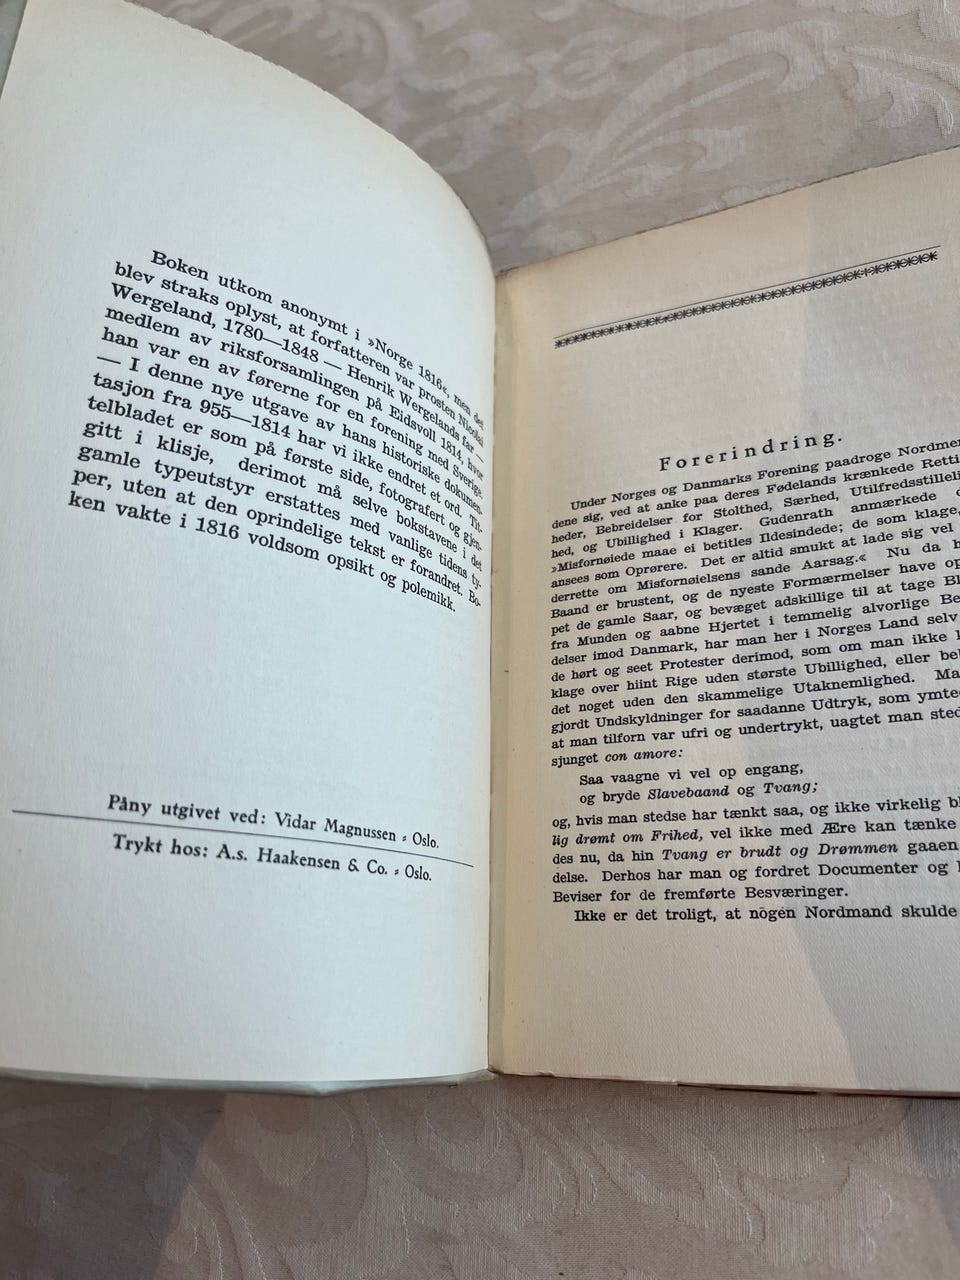 Boken utkom anonymt i »Norge 1816«, men det
blev straks oplyst, at forfatteren var prosten Nicolai
Wergeland, 1780—1848 — Henrik Wergelands far —
medlem av riksforsamlingen på Eidsvoll 1814, hvor
han var en av førerne for en forening med Sverige.
— I denne nye utgave av hans historiske dokumen-
tasjon fra 955—1814 har vi ikke endret et ord. Tit-
telbladet er som på første side, fotografert og gjen-
gitt i klisje, derimot må selve bokstavene i det
gamle typeutstyr erstattes med vanlige tidens ty-
per, uten at den oprindelige tekst er forandret. Bo-
ken vakte i 1816 voldsom opsikt og polemikk.
Påny utgivet ved: Vidar Magnussen - Oslo.
Trykt hos: A.s. Haakensen & Co. - Oslo.
Forerindring.
Under Norges og Danmarks Forening paadroge Nordmen
dene sig, ved at anke paa deres Fødelands krænkede Retti
heder, Bebreidelser for Stolthed, Særhed, Utilfredsstilleli
hed, og Ubillighed i Klager. Gudenrath anmærkede
»Misfornøiede maae ei betitles Ildesindede; de som klage,
ansees som Oprørere. Det er altid smukt at lade sig vel
derrette om Misfornøielsens sande Aarsag.« Nu da
Baand er brustent, og de nyeste Formærmelser have op
pet de gamle Saar, og bevæget adskillige til at tage Bl
fra Munden og aabne Hjertet i temmelig alvorlige Be
delser imod Danmark, har man her i Norges Land selv
de hørt og seet Protester derimod, som om man ikke
klage over hiint Rige uden største Ubillighed, eller bel
det noget uden den skammelige Utaknemlighed. Ma
gjordt Undskyldninger for saadanne Udtryk, som ymte
at man tilforn var ufri og undertrykt, uagtet man sted
sjunget con amore:
Saa vaagne vi vel op engang,
og bryde Slavebaand og Tvang;
og, hvis man stedse har tænkt saa, og ikke virkelig bl
lig drømt om Frihed, vel ikke med Ære kan tænke
des nu, da hin Tvang er brudt og Drømmen gaaen
delse. Derhos har man og fordret Documenter og
Beviser for de fremførte Besværinger.
Ikke er det troligt, at nogen Nordmand skulde